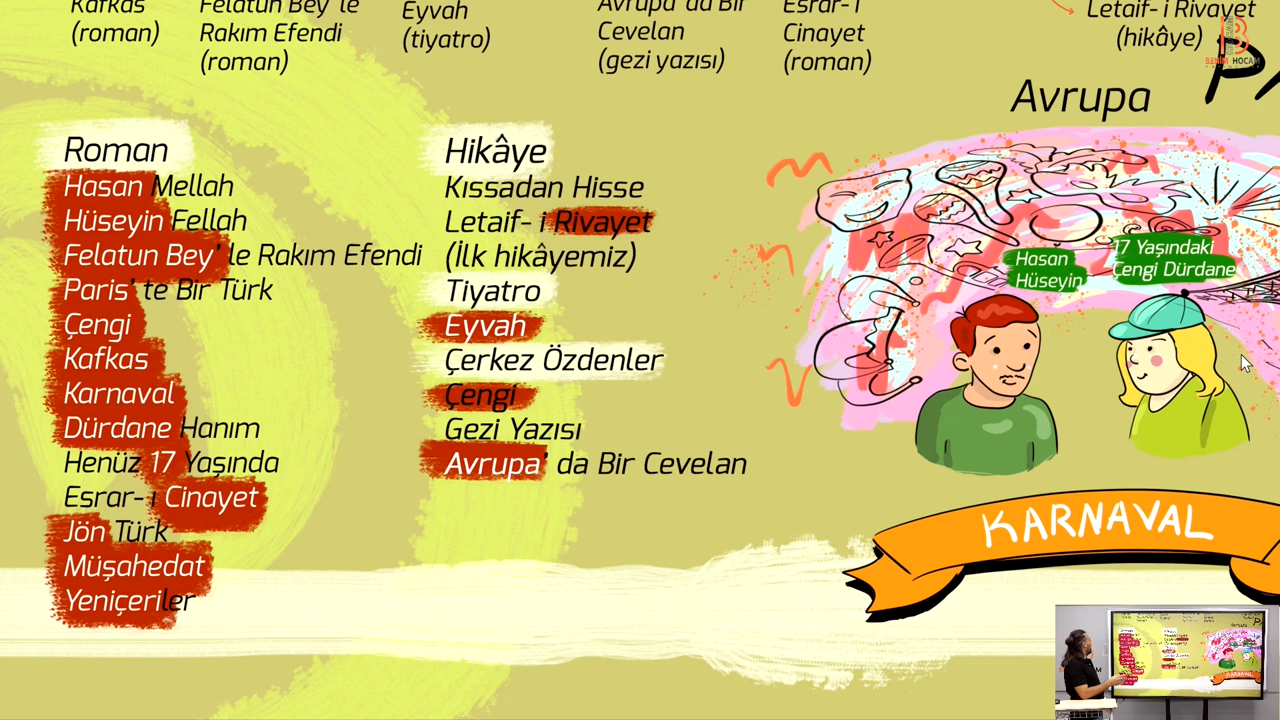 Kafkas
(roman)
Felatun Bey' le
Rakım Efendi
(roman)
Eyvah
(tiyatro)
Avrupa' da Bir
Cevelan
(gezi yazısı)
Esrar- ı
Cinayet
(roman)
Letaif- i Rivayet
(hikâye)
BENİM HOCAM
Avrupa
Roman
Hasan Mellah
Hüseyin Fellah
Felatun Bey' le Rakım Efendi
Paris' te Bir Türk
Çengi
Kafkas
Karnaval
Dürdane Hanım
Henüz 17 Yaşında
Esrar- ı Cinayet
Jön Türk
Müşahedat
Yeniçeriler
Hikâye
Kıssadan Hisse
Letaif- i Rivayet
(İlk hikâyemiz)
Tiyatro
Eyvah
Çerkez Özdenler
Çengi
Gezi Yazısı
Avrupa' da Bir Cevelan
Hasan
Hüseyin
17 Yaşındaki
Çengi Dürdane
KARNAVAL